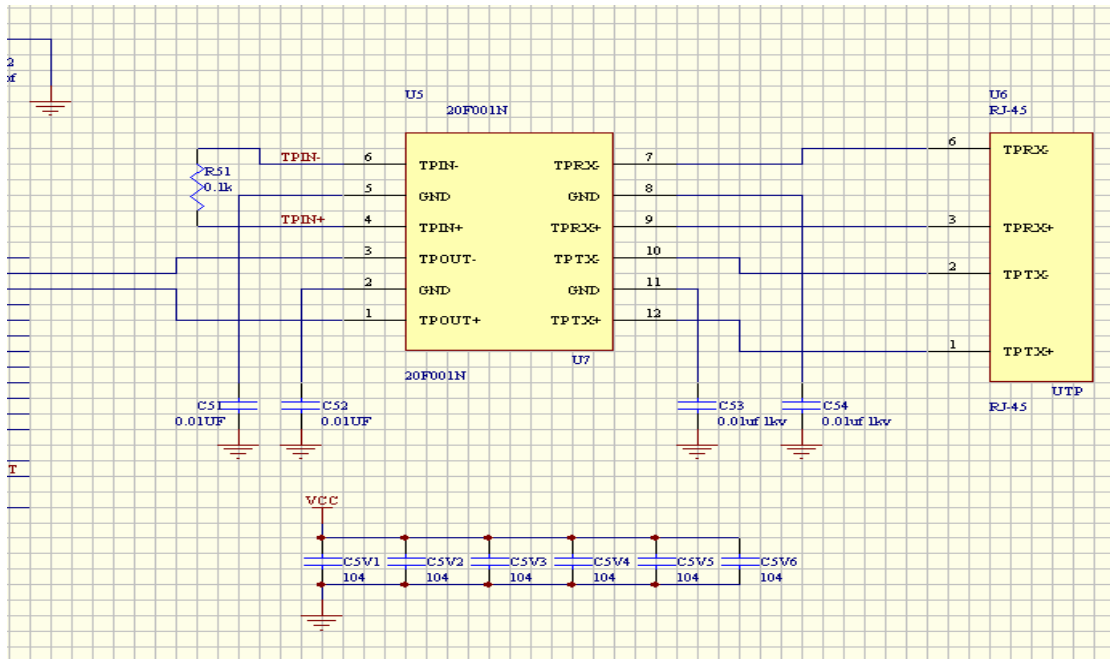 2
pf
U5
20F001N
U6
RJ-45
TPIN-
6
TPIN-
TPRX-
7
6
TPRX-
R51
0.1k
5
GND
GND
8
TPIN+
4
TPIN+
TPRX+
9
3
TPRX+
3
TPOUT-
TPTX-
10
2
TPTX-
2
GND
GND
11
1
TPOUT+
TPTX+
12
1
TPTX+
U7
20F001N
UTP
RJ-45
C51
0.01UF
C52
0.01UF
C53
0.01uf 1kv
C54
0.01uf 1kv
T
VCC
C5V1
104
C5V2
104
C5V3
104
C5V4
104
C5V5
104
C5V6
104